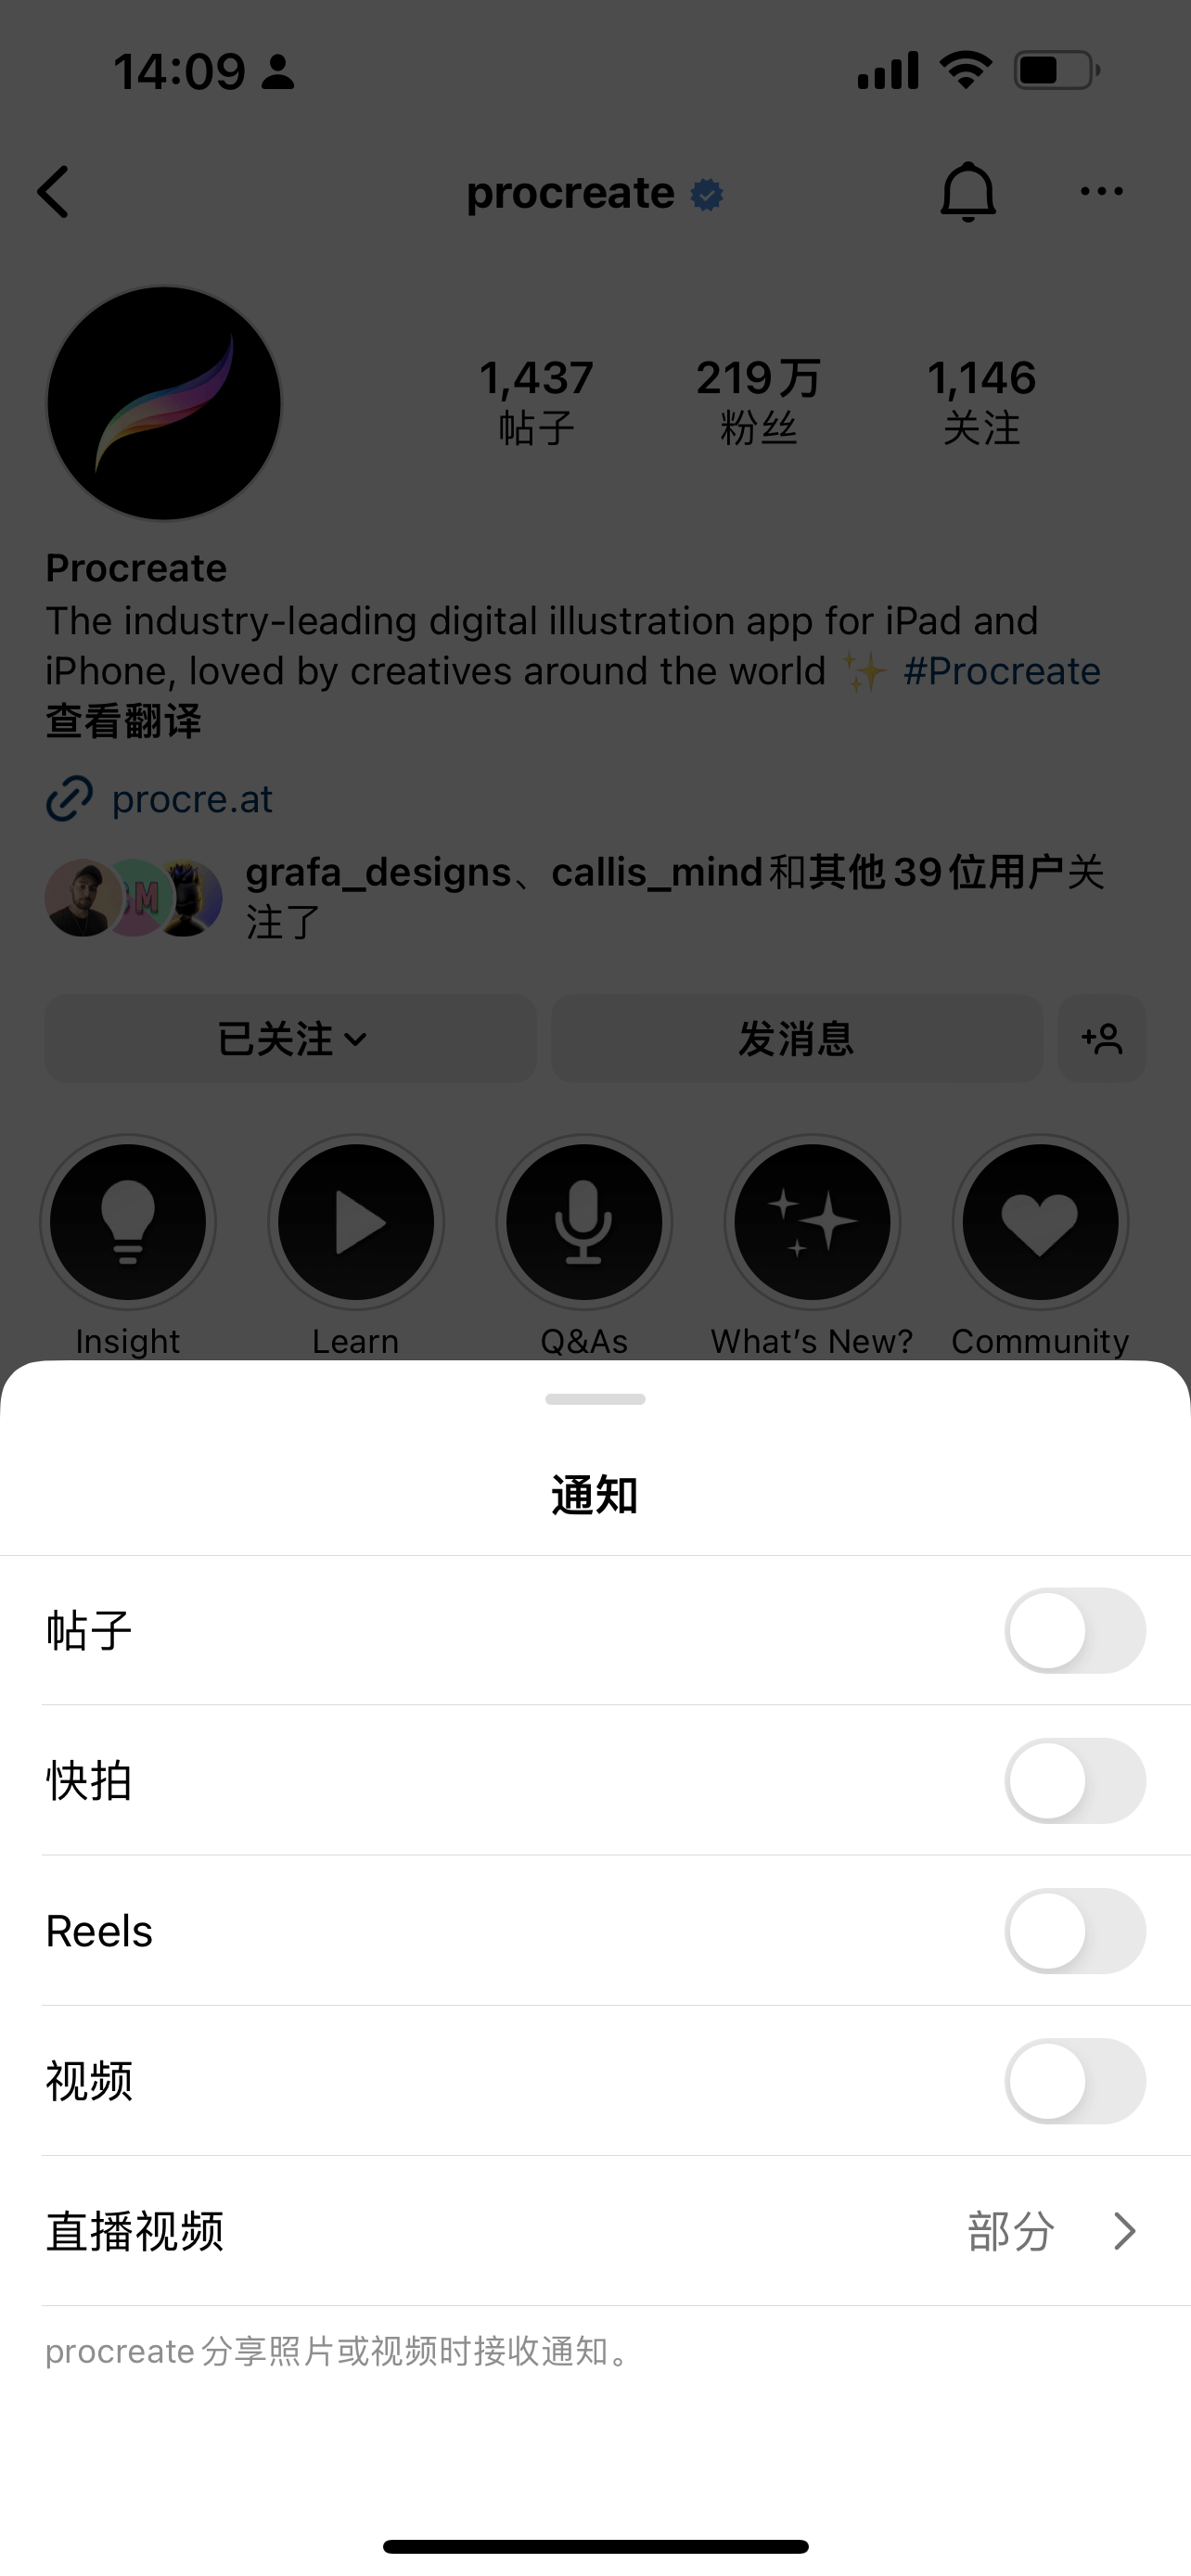 14:09
procreate
1,437
219万
1,146
帖子
粉丝
关注
Procreate
The industry-leading digital illustration app for iPad and
iPhone, loved by creatives around the world ✨ #Procreate
查看翻译
procre.at
grafa_designs、callis_mind和其他 39 位用户关
注了
已关注
发消息
Insight
Learn
Q&As
What's New?
Community
通知
帖子
快拍
Reels
视频
直播视频
部分
procreate 分享照片或视频时接收通知。